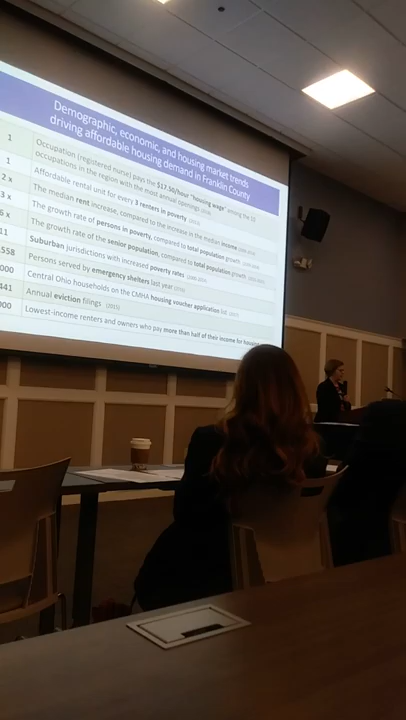 Demographic, economic, and housing market trends
driving affordable housing demand in Franklin County
1 Occupation (registered nurse) pays the $17.50/hour "housing wage" among the
occupations in the region with the most annual openings
1 Affordable rental unit for every 3 renters in poverty
2 x The median rent increase, compared to the increase in the median income
3 x The growth rate of persons in poverty, compared to total population growth
6 x The growth rate of the senior population, compared to total population growth
11 Suburban jurisdictions with increased poverty rates
558 Persons served by emergency shelters last year
000 Central Ohio households on the CMHA housing voucher application list
441 Annual eviction filings (2015)
000 Lowest-income renters and owners who pay more than half of their income for housing